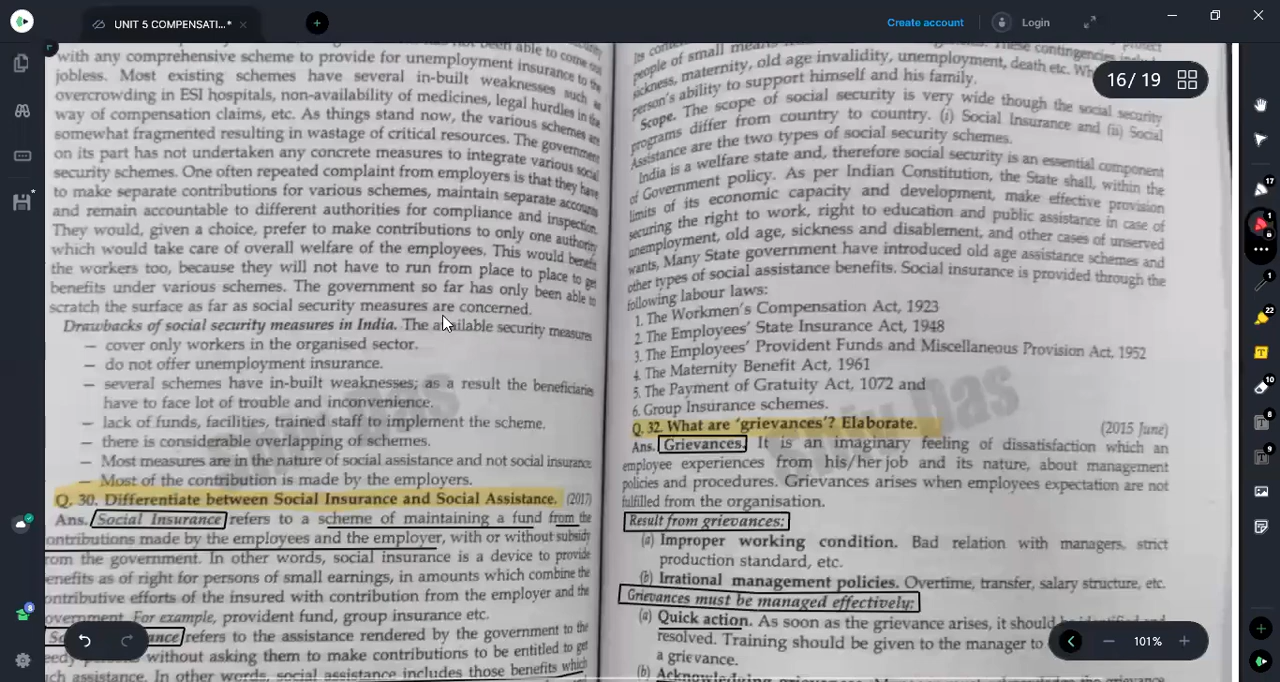 UNIT 5 COMPENSATI...*
Create account
Login
16/19
with any comprehensive scheme to provide for unemployment insurance to the
jobless. Most existing schemes have several in-built weaknesses such as
overcrowding in ESI hospitals, non-availability of medicines, legal hurdles in the
way of compensation claims, etc. As things stand now, the various schemes are
somewhat fragmented resulting in wastage of critical resources. The government
on its part has not undertaken any concrete measures to integrate various social
security schemes. One often repeated complaint from employers is that they have
to make separate contributions for various schemes, maintain separate accounts
and remain accountable to different authorities for compliance and inspection.
They would, given a choice, prefer to make contributions to only one authority
which would take care of overall welfare of the employees. This would benefit
the workers too, because they will not have to run from place to place to get
benefits under various schemes. The government so far has only been able to
scratch the surface as far as social security measures are concerned.
Drawbacks of social security measures in India. The available security measures
– cover only workers in the organised sector.
– do not offer unemployment insurance.
– several schemes have in-built weaknesses; as a result the beneficiaries
have to face lot of trouble and inconvenience.
– lack of funds, facilities, trained staff to implement the scheme.
– there is considerable overlapping of schemes.
– Most measures are in the nature of social assistance and not social insurance
– Most of the contribution is made by the employers.
Q. 30. Differentiate between Social Insurance and Social Assistance. (2017)
Ans. Social Insurance refers to a scheme of maintaining a fund from the
contributions made by the employees and the employer, with or without subsidy
from the government. In other words, social insurance is a device to provide
benefits as of right for persons of small earnings, in amounts which combine the
contributive efforts of the insured with contribution from the employer and the
government. For example, provident fund, group insurance etc.
refers to the assistance rendered by the government to the
without asking them to make contributions to be entitled to get
such assistance. In other words, social assistance includes those benefits which
people of small means
sickness, maternity, old age invalidity, unemployment, death etc.
person's ability to support himself and his family.
Scope. The scope of social security is very wide though the social security
programs differ from country to country. (i) Social Insurance and (ii) Social
Assistance are the two types of social security schemes.
India is a welfare state and, therefore social security is an essential component
of Government policy. As per Indian Constitution, the State shall, within the
limits of its economic capacity and development, make effective provision
securing the right to work, right to education and public assistance in case of
unemployment, old age, sickness and disablement, and other cases of unserved
wants, Many State government have introduced old age assistance schemes and
other types of social assistance benefits. Social insurance is provided through the
following labour laws:
1. The Workmen's Compensation Act, 1923
2. The Employees' State Insurance Act, 1948
3. The Employees' Provident Funds and Miscellaneous Provision Act, 1952
4. The Maternity Benefit Act, 1961
5. The Payment of Gratuity Act, 1072 and
6. Group Insurance schemes.
Q. 32. What are 'grievances'? Elaborate. (2015 June)
Ans. Grievances. It is an imaginary feeling of dissatisfaction which an
employee experiences from his/her job and its nature, about management
policies and procedures. Grievances arises when employees expectation are not
fulfilled from the organisation.
Result from grievances:
(a) Improper working condition. Bad relation with managers, strict
production standard, etc.
(b) Irrational management policies. Overtime, transfer, salary structure, etc.
Grievances must be managed effectively:
(a) Quick action. As soon as the grievance arises, it should be identified and
resolved. Training should be given to the manager to
a grievance.
(b) Acknowledging grievance.
101%